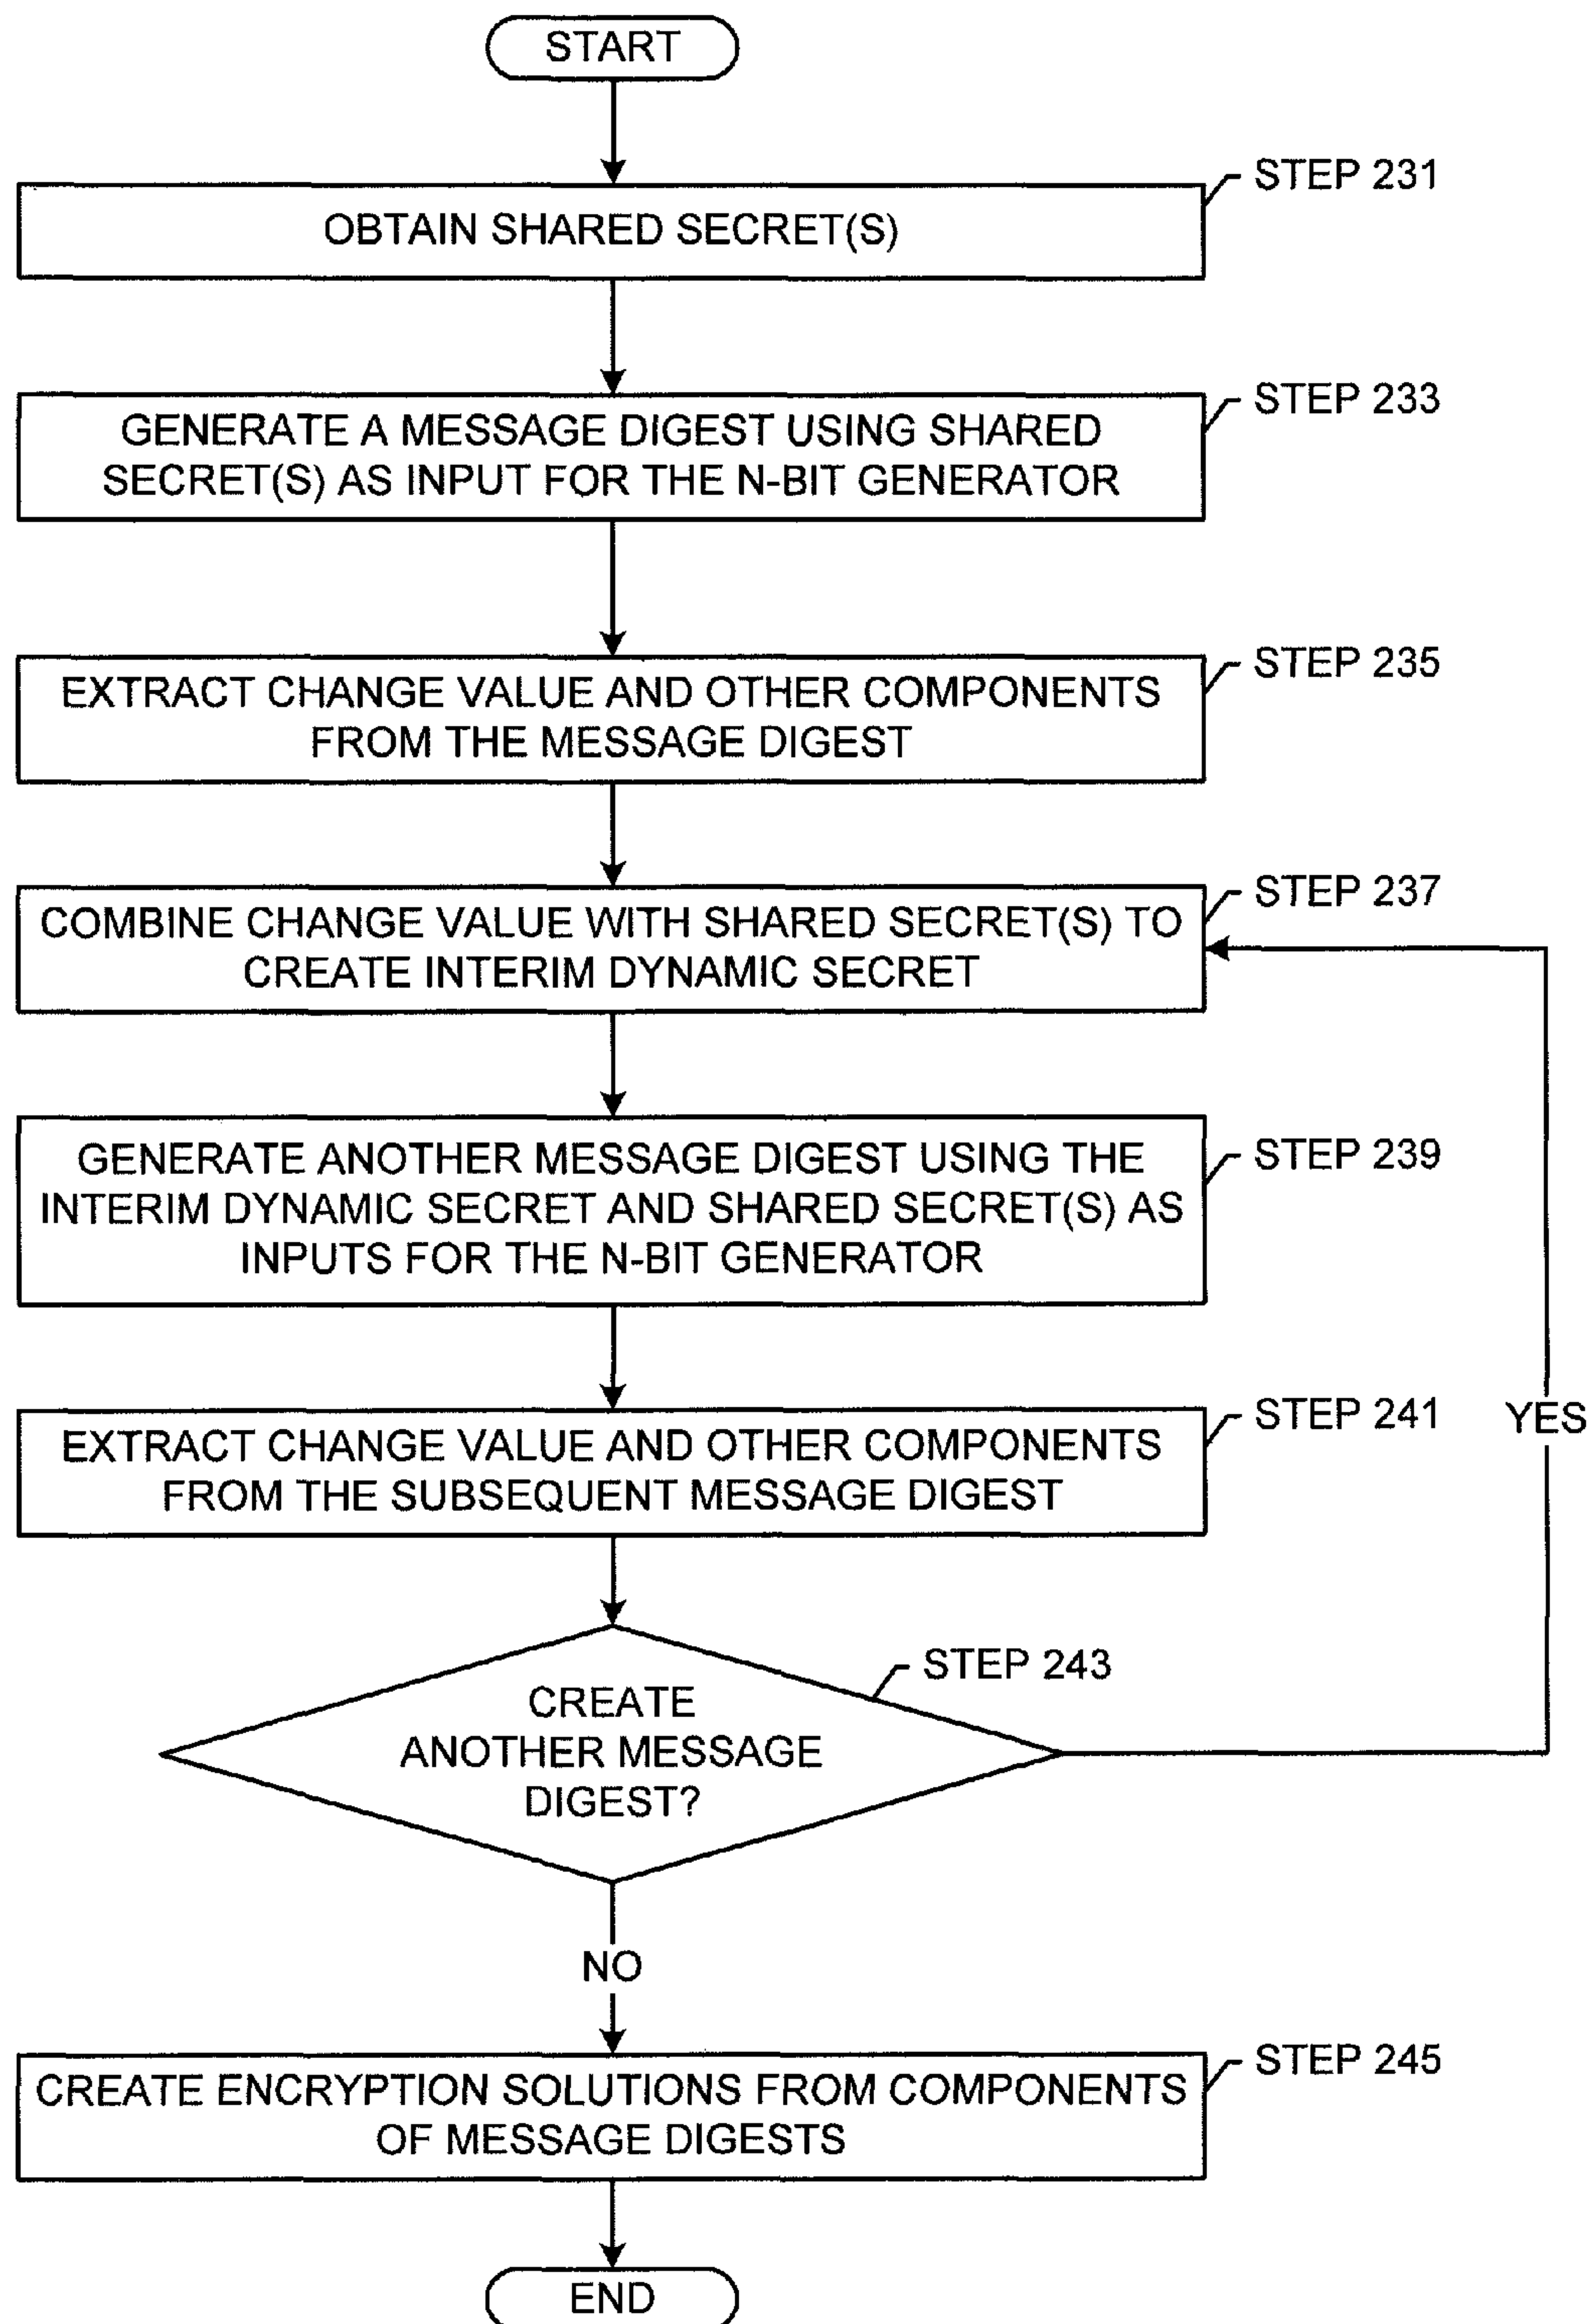 START
STEP 231
OBTAIN SHARED SECRET(S)
STEP 233
GENERATE A MESSAGE DIGEST USING SHARED
SECRET(S) AS INPUT FOR THE N-BIT GENERATOR
STEP 235
EXTRACT CHANGE VALUE AND OTHER COMPONENTS
FROM THE MESSAGE DIGEST
STEP 237
COMBINE CHANGE VALUE WITH SHARED SECRET(S) TO
CREATE INTERIM DYNAMIC SECRET
STEP 239
GENERATE ANOTHER MESSAGE DIGEST USING THE
INTERIM DYNAMIC SECRET AND SHARED SECRET(S) AS
INPUTS FOR THE N-BIT GENERATOR
STEP 241
YES
EXTRACT CHANGE VALUE AND OTHER COMPONENTS
FROM THE SUBSEQUENT MESSAGE DIGEST
STEP 243
CREATE
ANOTHER MESSAGE
DIGEST?
NO
STEP 245
CREATE ENCRYPTION SOLUTIONS FROM COMPONENTS
OF MESSAGE DIGESTS
END